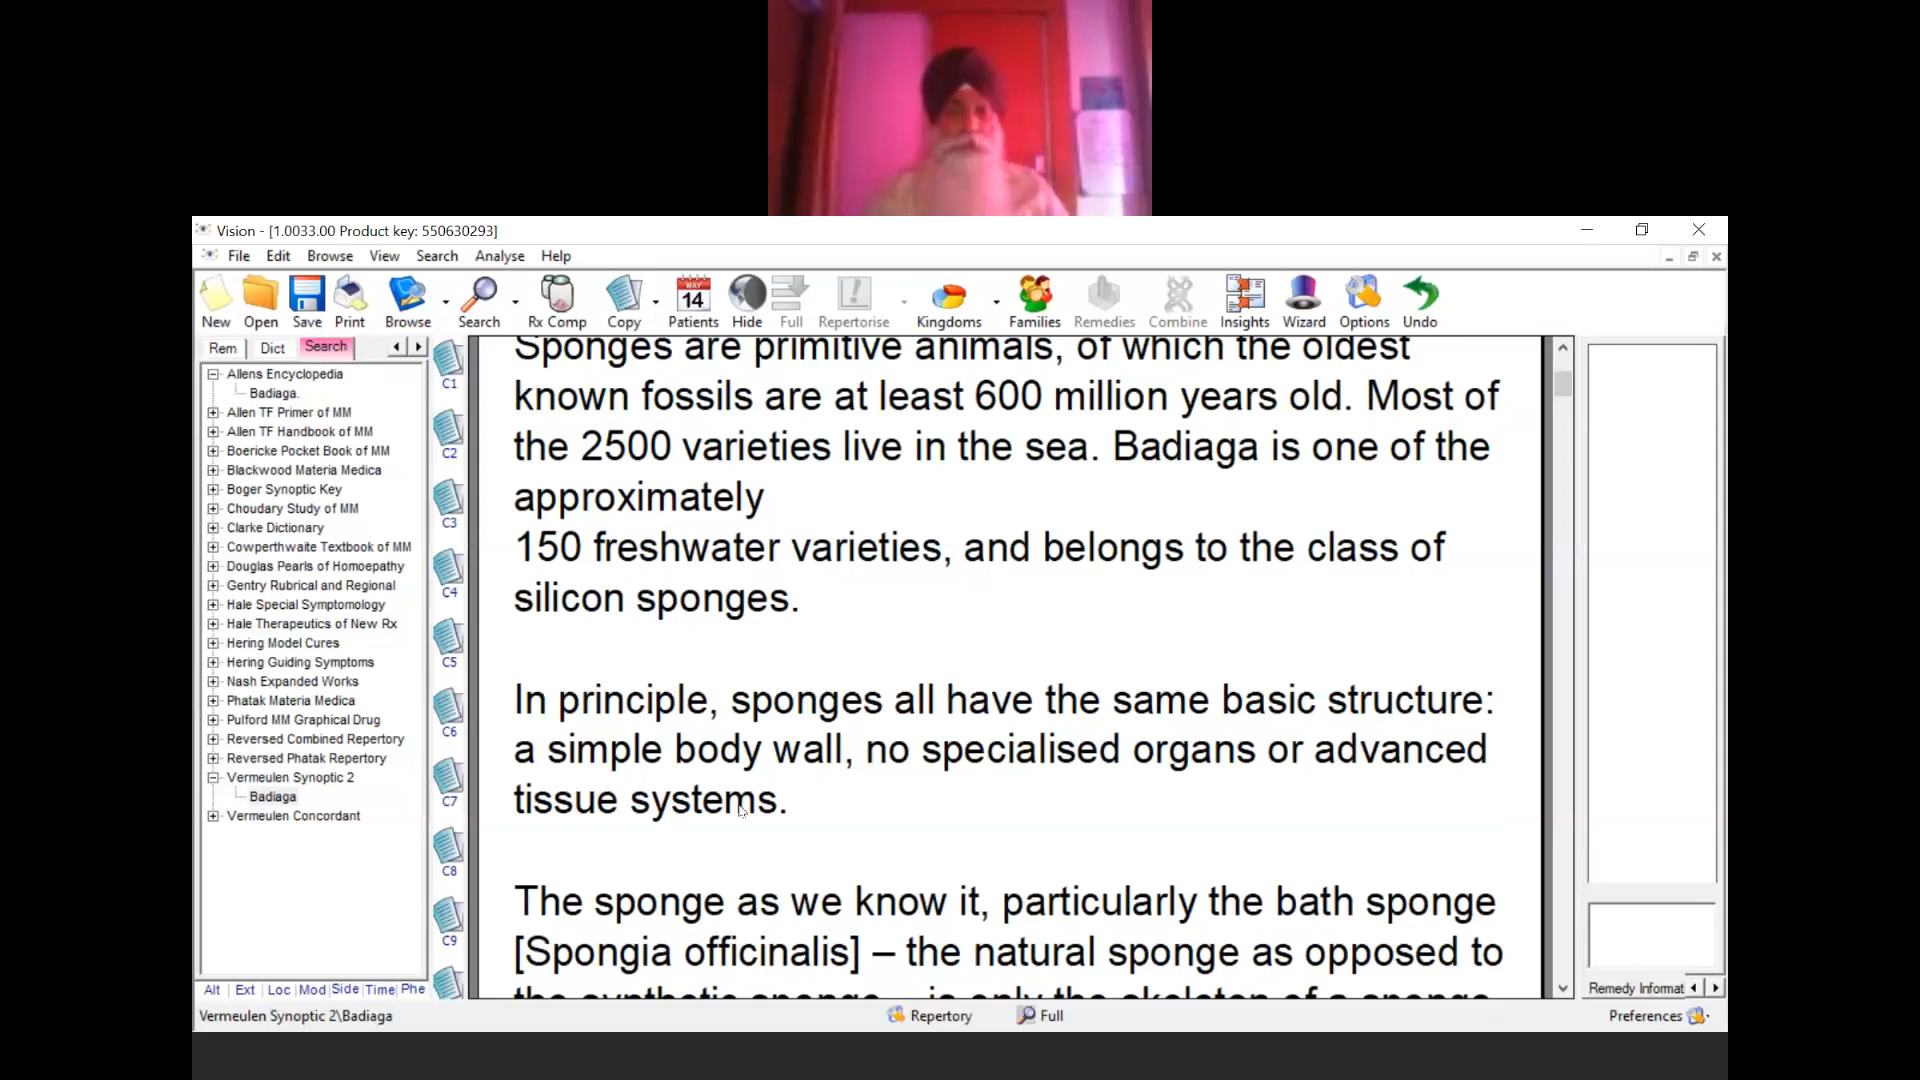 Vision - [1.0033.00 Product key: 550630293]
File Edit Browse View Search Analyse Help
MAY
14
New Open Save Print Browse Search Rx Comp Copy Patients Hide Full Repertorise Kingdoms Families Remedies Combine Insights Wizard Options Undo
Rem Dict Search
Allens Encyclopedia
Badiaga.
Allen TF Primer of MM
Allen TF Handbook of MM
Boericke Pocket Book of MM
Blackwood Materia Medica
Boger Synoptic Key
Choudary Study of MM
Clarke Dictionary
Cowperthwaite Textbook of MM
Douglas Pearls of Homoepathy
Gentry Rubrical and Regional
Hale Special Symptomology
Hale Therapeutics of New Rx
Hering Model Cures
Hering Guiding Symptoms
Nash Expanded Works
Phatak Materia Medica
Pulford MM Graphical Drug
Reversed Combined Repertory
Reversed Phatak Repertory
Vermeulen Synoptic 2
Badiaga
Vermeulen Concordant
Alt Ext Loc Mod Side Time Phe
C1
C2
C3
C4
C5
C6
C7
C8
C9
Sponges are primitive animals, of which the oldest
known fossils are at least 600 million years old. Most of
the 2500 varieties live in the sea. Badiaga is one of the
approximately
150 freshwater varieties, and belongs to the class of
silicon sponges.
In principle, sponges all have the same basic structure:
a simple body wall, no specialised organs or advanced
tissue systems.
The sponge as we know it, particularly the bath sponge
[Spongia officinalis] – the natural sponge as opposed to
the synthetic sponge – is only the skeleton of a sponge
Remedy Informat
Vermeulen Synoptic 2\Badiaga Repertory Full Preferences